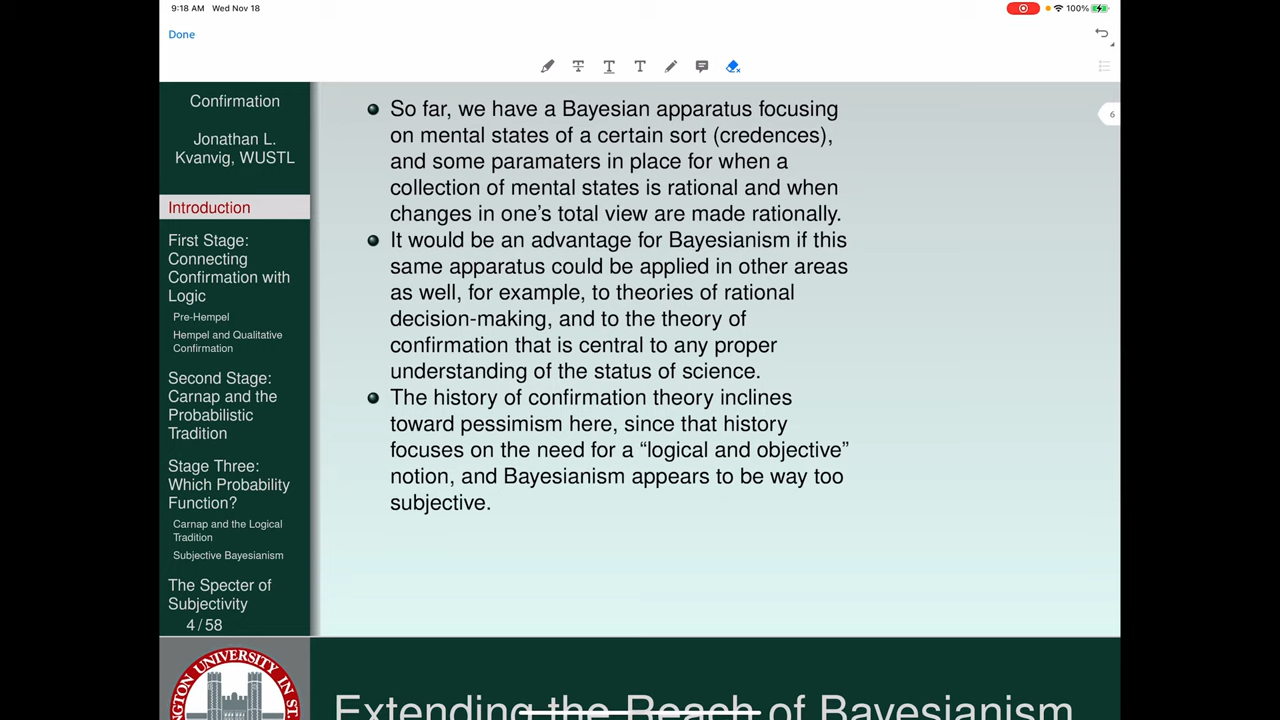 9:18 AM Wed Nov 18
100%
Done
T T T
6
Confirmation
Jonathan L.
Kvanvig, WUSTL
Introduction
First Stage:
Connecting
Confirmation with
Logic
Pre-Hempel
Hempel and Qualitative
Confirmation
Second Stage:
Carnap and the
Probabilistic
Tradition
Stage Three:
Which Probability
Function?
Carnap and the Logical
Tradition
Subjective Bayesianism
The Specter of
Subjectivity
4/58
So far, we have a Bayesian apparatus focusing
on mental states of a certain sort (credences),
and some paramaters in place for when a
collection of mental states is rational and when
changes in one's total view are made rationally.
It would be an advantage for Bayesianism if this
same apparatus could be applied in other areas
as well, for example, to theories of rational
decision-making, and to the theory of
confirmation that is central to any proper
understanding of the status of science.
The history of confirmation theory inclines
toward pessimism here, since that history
focuses on the need for a “logical and objective”
notion, and Bayesianism appears to be way too
subjective.
Extending the Reach of Bayesianism